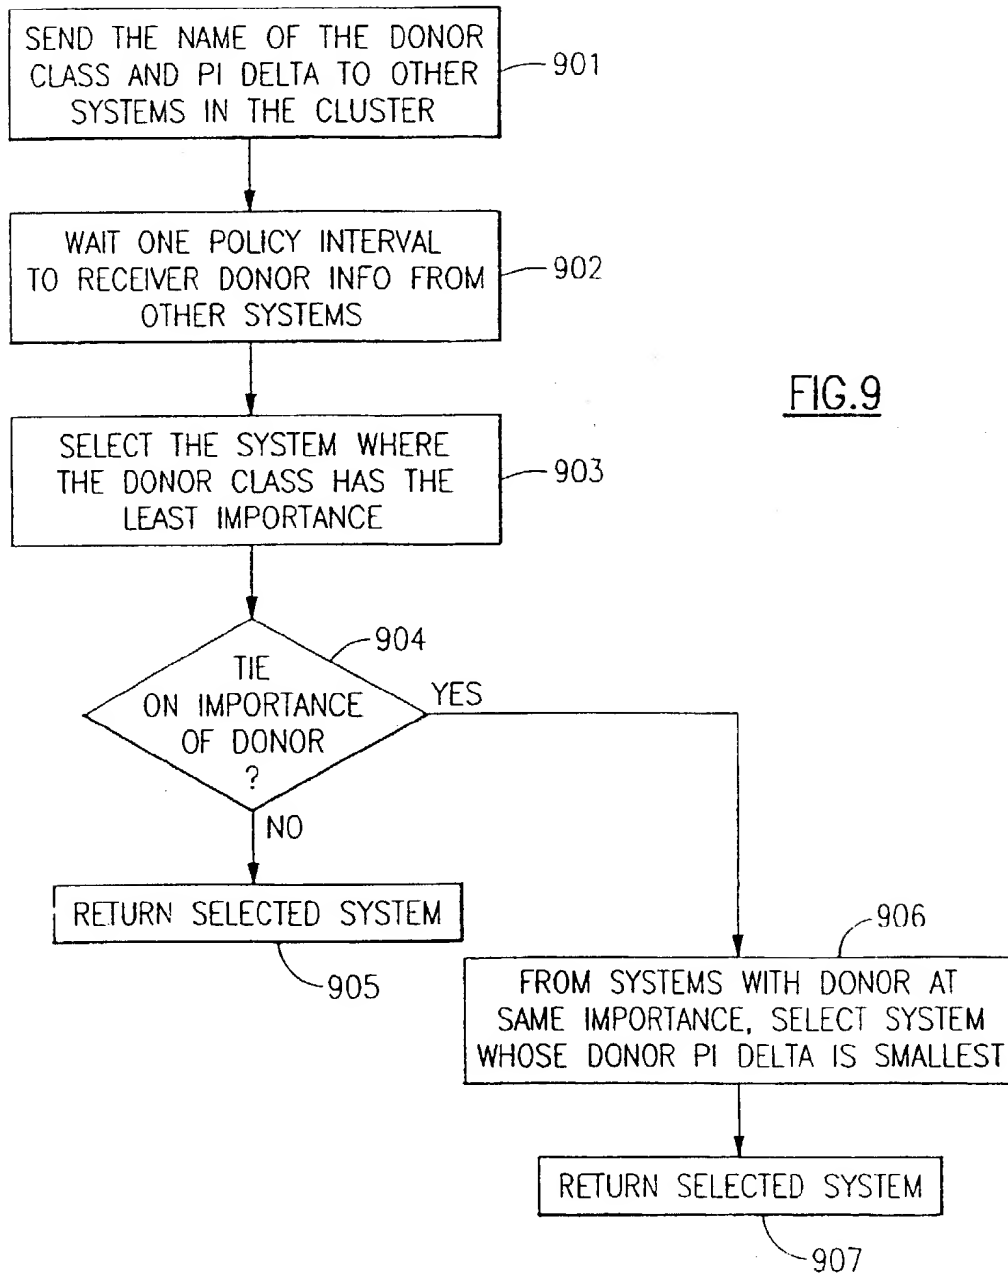 SEND THE NAME OF THE DONOR
CLASS AND PI DELTA TO OTHER
SYSTEMS IN THE CLUSTER
901
WAIT ONE POLICY INTERVAL
TO RECEIVER DONOR INFO FROM
OTHER SYSTEMS
902
FIG.9
SELECT THE SYSTEM WHERE
THE DONOR CLASS HAS THE
LEAST IMPORTANCE
903
904
TIE
ON IMPORTANCE
OF DONOR
?
YES
NO
RETURN SELECTED SYSTEM
905
906
FROM SYSTEMS WITH DONOR AT
SAME IMPORTANCE, SELECT SYSTEM
WHOSE DONOR PI DELTA IS SMALLEST
RETURN SELECTED SYSTEM
907